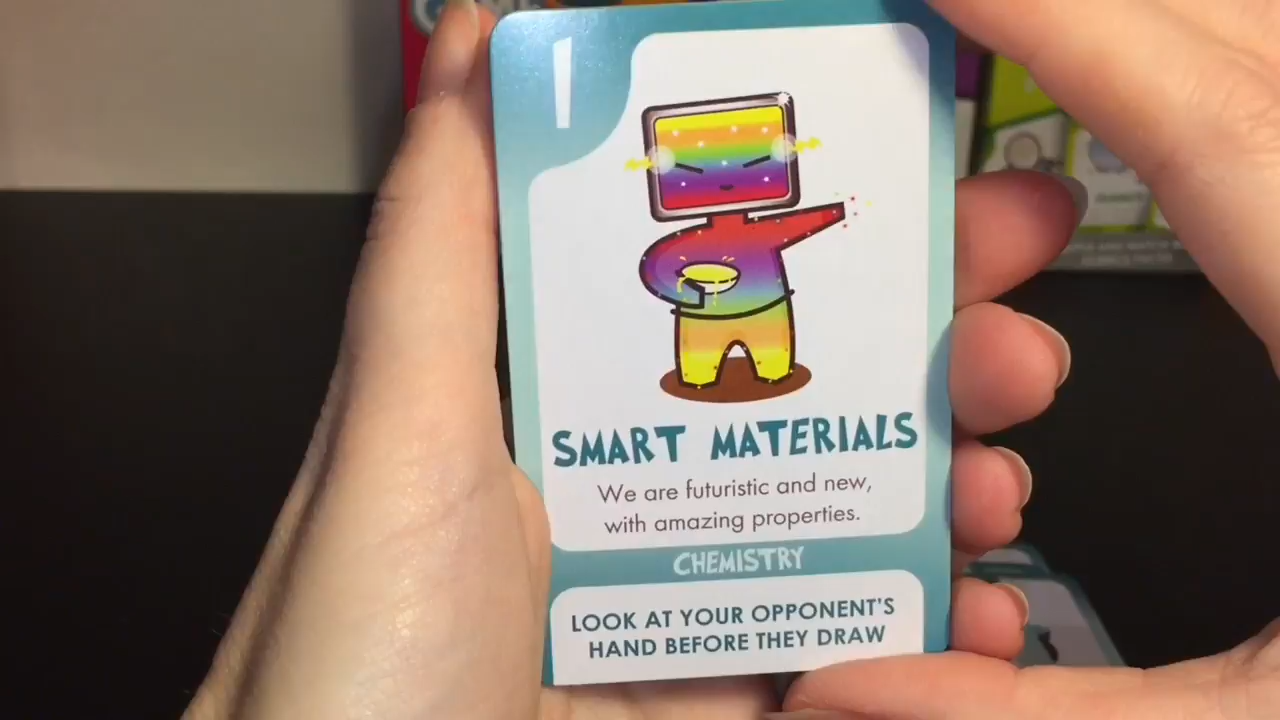 1
SMART MATERIALS
We are futuristic and new,
with amazing properties.
CHEMISTRY
LOOK AT YOUR OPPONENT'S
HAND BEFORE THEY DRAW